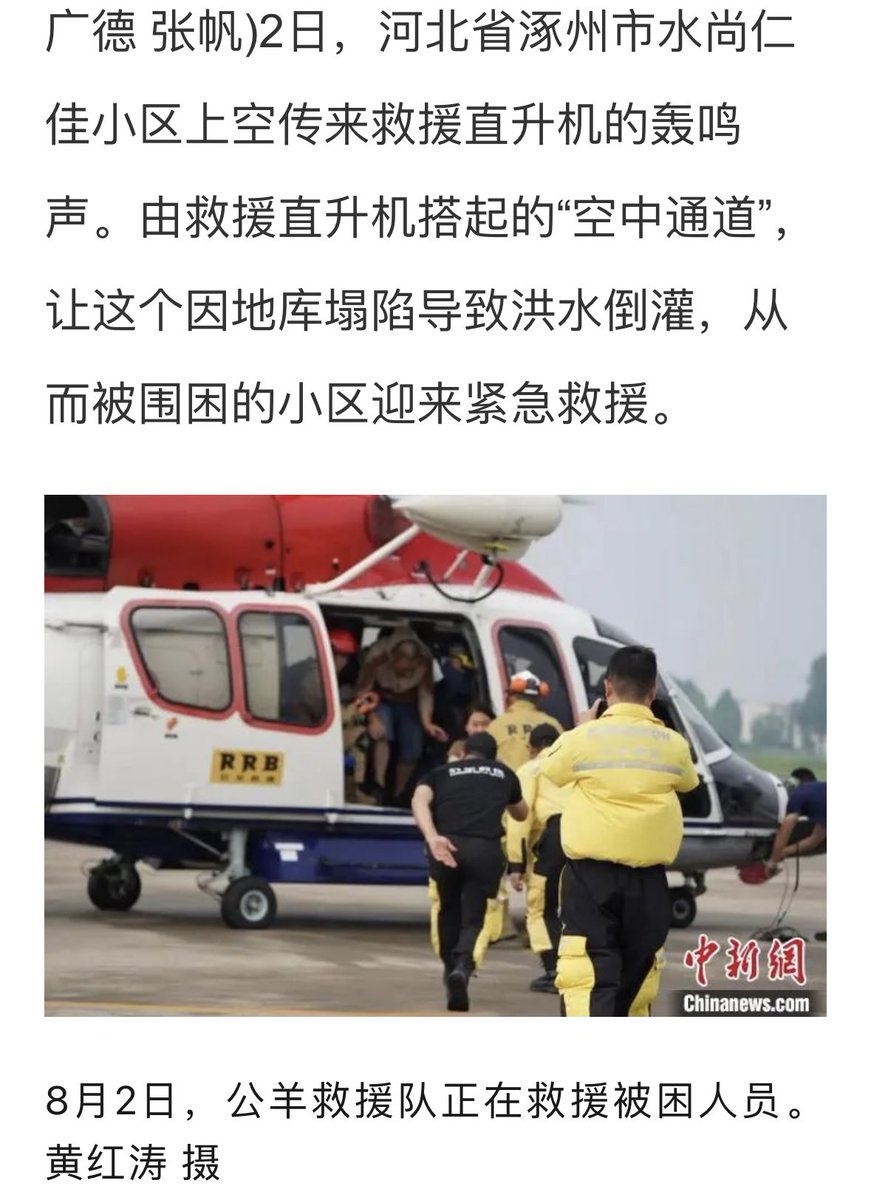 广德 张帆)2日，河北省涿州市水尚仁
佳小区上空传来救援直升机的轰鸣
声。由救援直升机搭起的“空中通道”，
让这个因地库塌陷导致洪水倒灌，从
而被围困的小区迎来紧急救援。
RRB
中新網
Chinanews.com
8月2日，公羊救援队正在救援被困人员。
黄红涛 摄